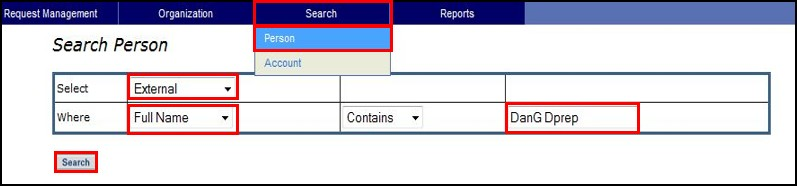 Request Management Organization Search Reports
Person
Search Person
Account
Select External
Where Full Name Contains DanG Dprep
Search